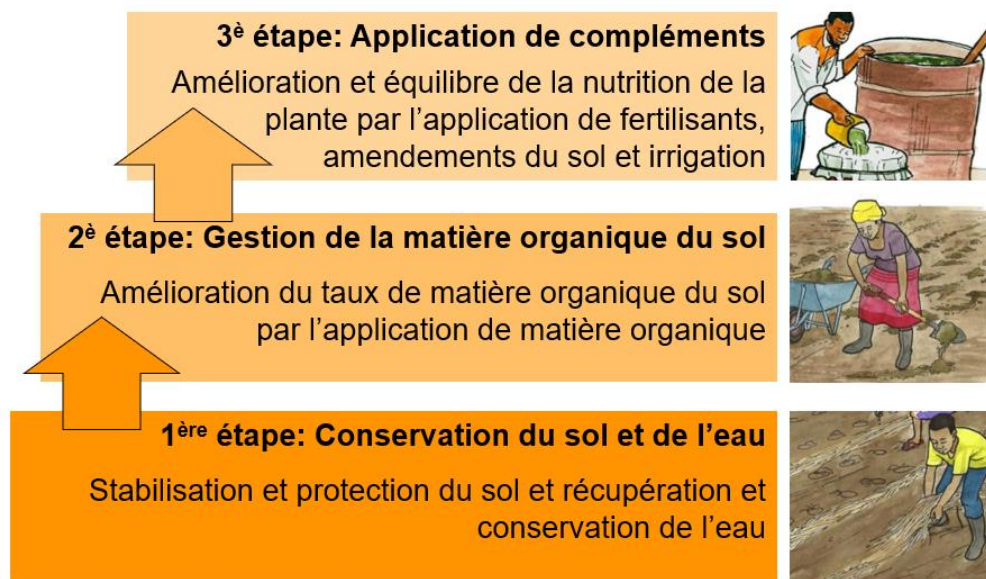 3è étape: Application de compléments
Amélioration et équilibre de la nutrition de la
plante par l’application de fertilisants,
amendements du sol et irrigation
2è étape: Gestion de la matière organique du sol
Amélioration du taux de matière organique du sol
par l’application de matière organique
1ère étape: Conservation du sol et de l’eau
Stabilisation et protection du sol et récupération et
conservation de l’eau